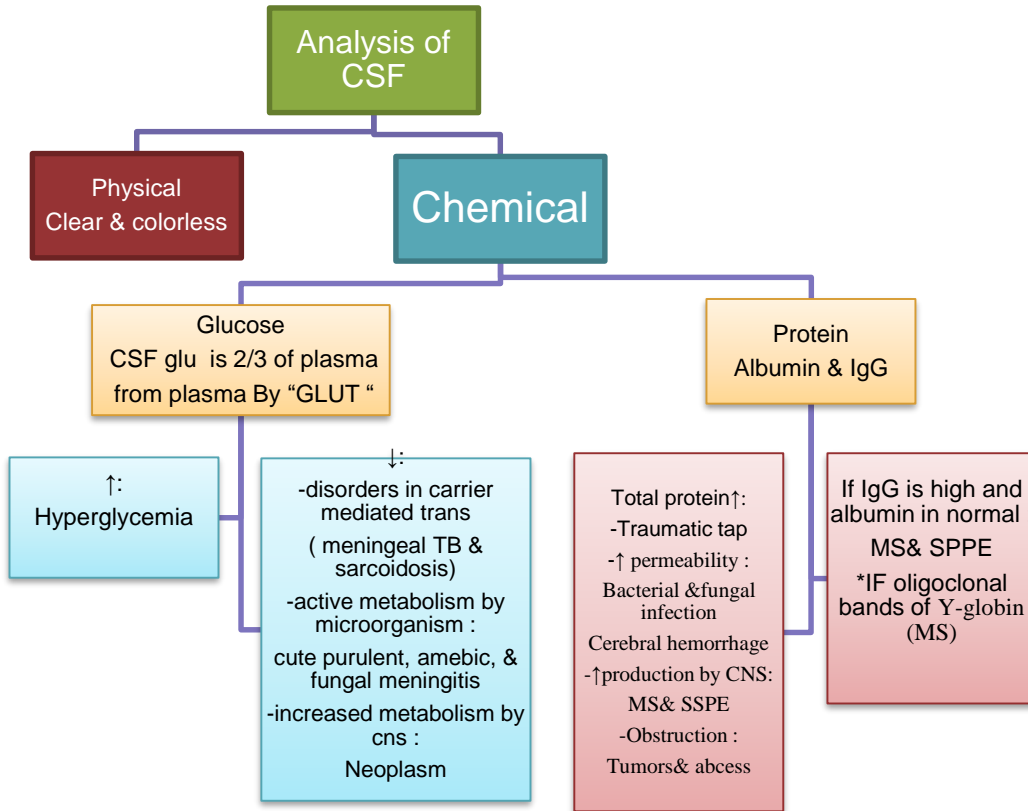 Analysis of
CSF
Physical
Clear & colorless
Chemical
Glucose
CSF glu is 2/3 of plasma
from plasma By “GLUT “
Protein
Albumin & IgG
↑:
Hyperglycemia
↓:
-disorders in carrier
mediated trans
( meningeal TB &
sarcoidosis)
-active metabolism by
microorganism :
cute purulent, amebic, &
fungal meningitis
-increased metabolism by
cns :
Neoplasm
Total protein↑:
-Traumatic tap
-↑ permeability :
Bacterial &fungal
infection
Cerebral hemorrhage
-↑production by CNS:
MS& SSPE
-Obstruction :
Tumors& abcess
If IgG is high and
albumin in normal
MS& SPPE
*IF oligoclonal
bands of Y-globin
(MS)